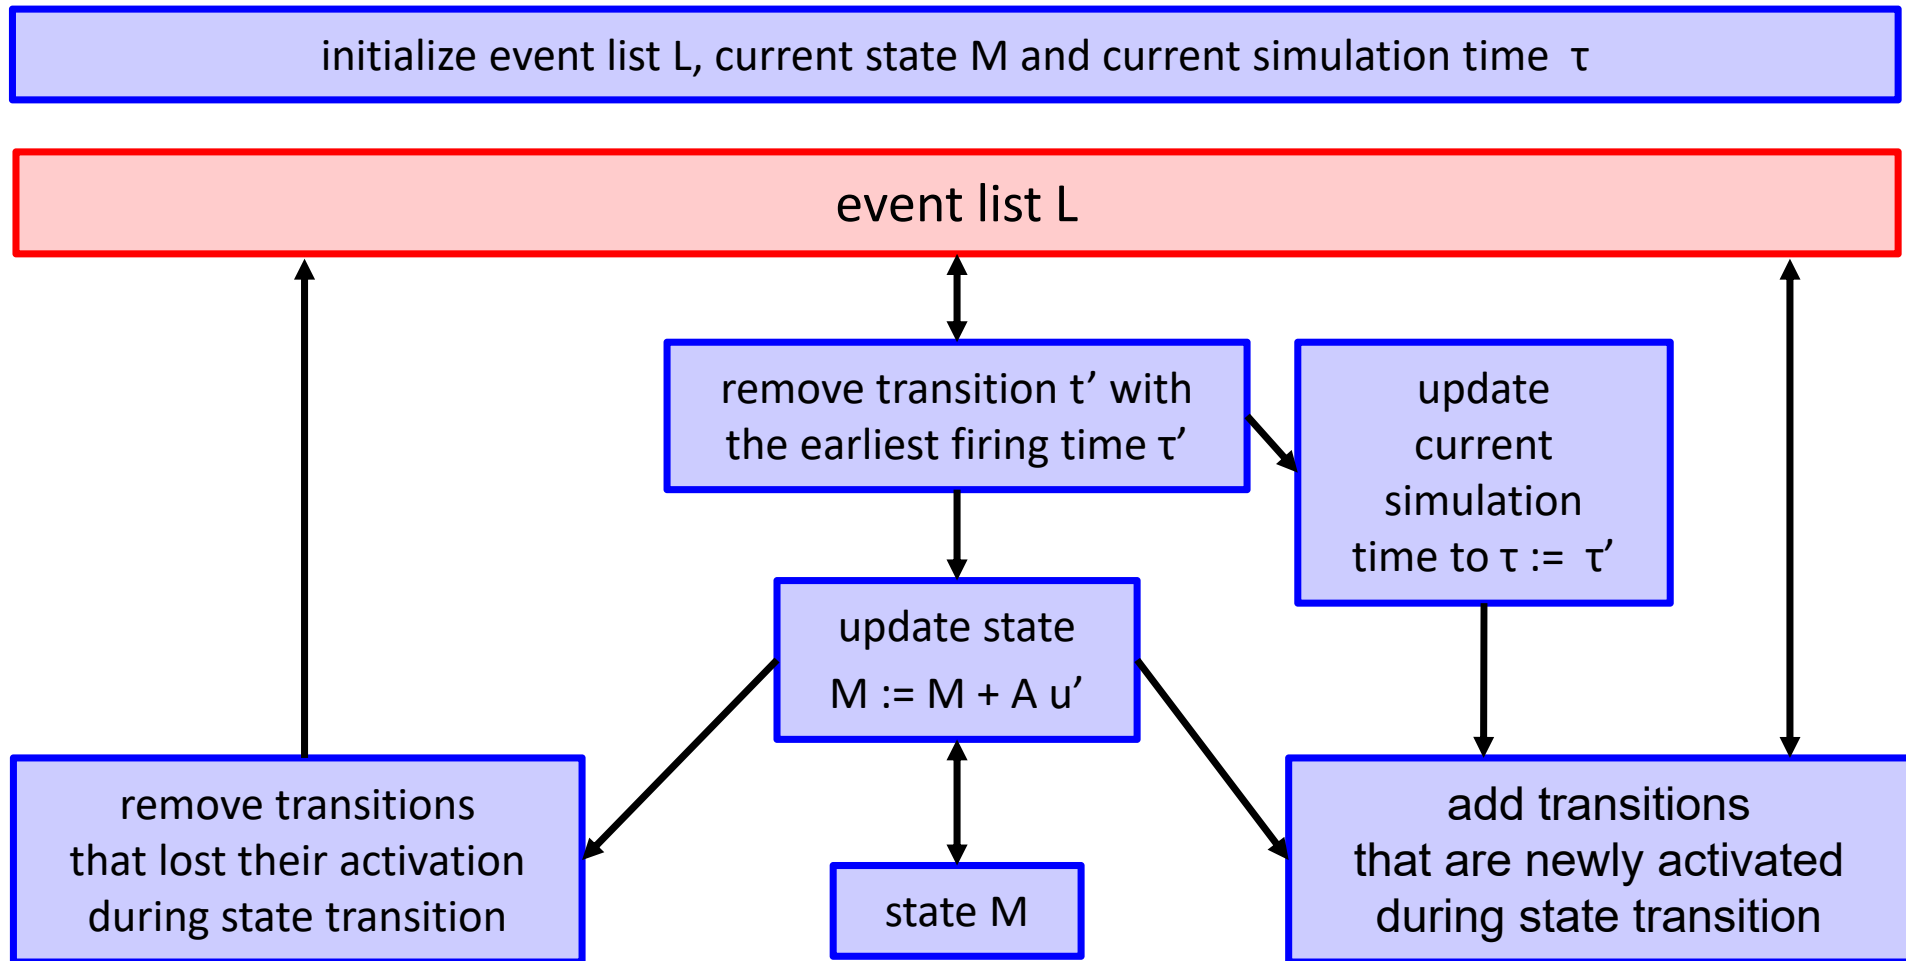 initialize event list L, current state M and current simulation time τ
event list L
remove transition t’ with
the earliest firing time τ’
update
current
simulation
time to τ := τ’
update state
M := M + A u’
remove transitions
that lost their activation
during state transition
state M
add transitions
that are newly activated
during state transition